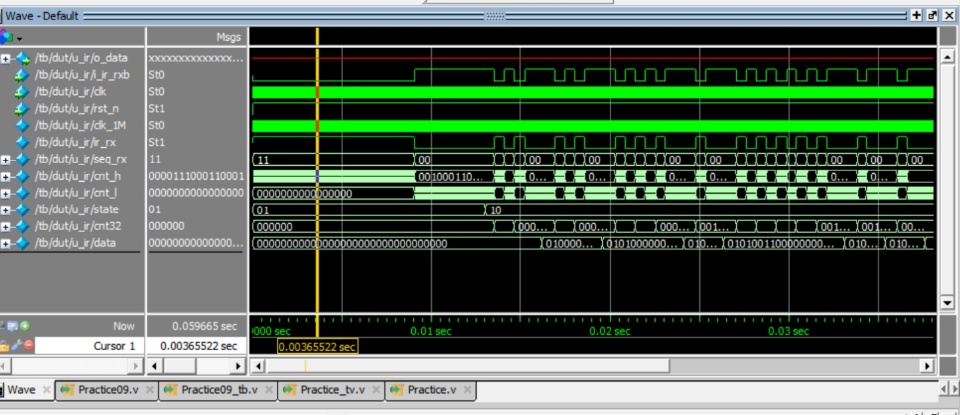 Wave - Default
Msgs
/tb/dut/u_ir/o_data xxxxxxxxxxxxxx...
/tb/dut/u_ir/i_ir_rxb St0
/tb/dut/u_ir/clk St0
/tb/dut/u_ir/rst_n St1
/tb/dut/u_ir/clk_1M St0
/tb/dut/u_ir/ir_rx St1
/tb/dut/u_ir/seq_rx 11 11 00 00 00 00 00 00 00 00
/tb/dut/u_ir/cnt_h 0000111000110001 001000110... 0... 0... 0... 0... 0... 0...
/tb/dut/u_ir/cnt_l 0000000000000000 0000000000000000
/tb/dut/u_ir/state 01 01 10
/tb/dut/u_ir/cnt32 000000 000000 000... 000... 000... 001... 001... 001... 00...
/tb/dut/u_ir/data 00000000000000... 00000000000000000000000000000000 010000... 0101000000... 010... 0101001100000000... 010... 010...
Now 0.059665 sec 000 sec 0.01 sec 0.02 sec 0.03 sec
Cursor 1 0.00365522 sec 0.00365522 sec
Wave Practice09.v Practice09_tb.v Practice_tv.v Practice.v